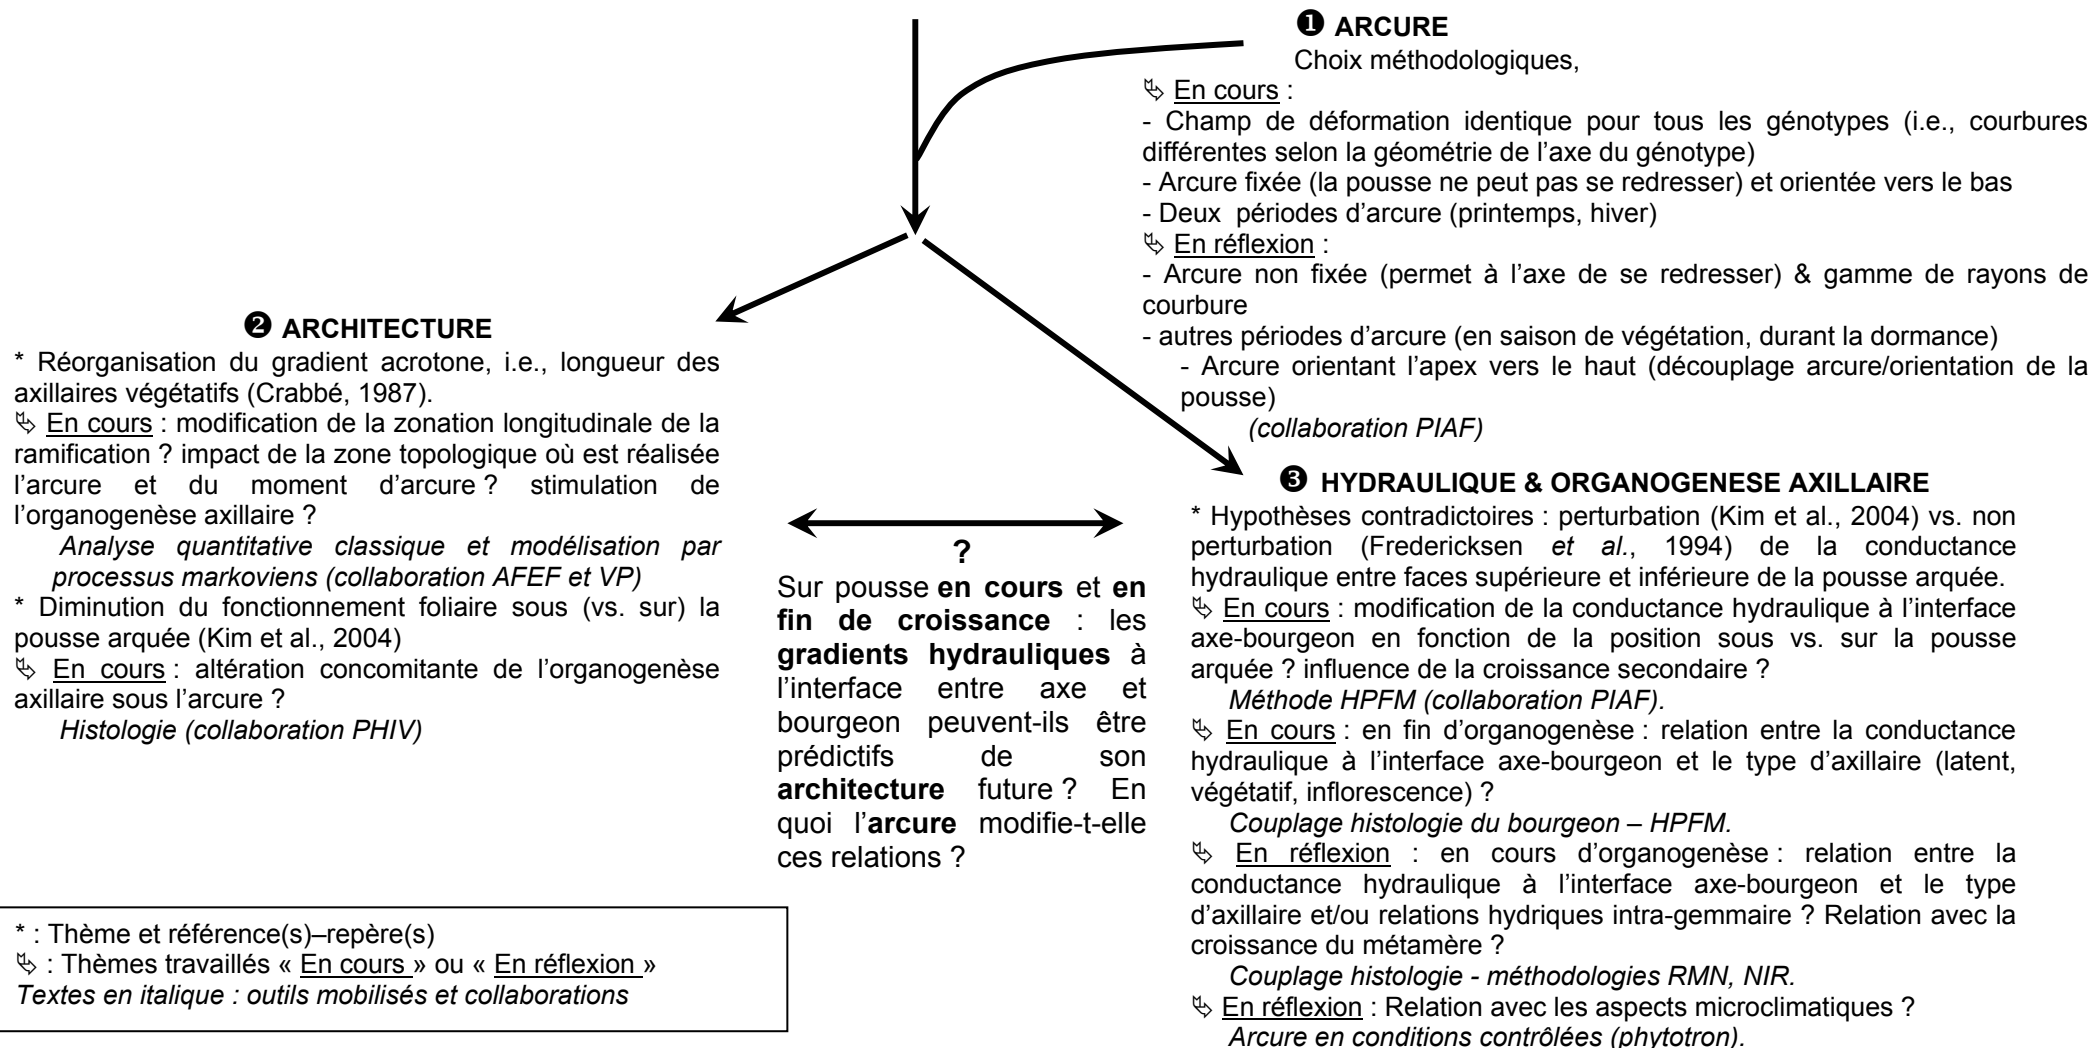 ❶ ARCURE
Choix méthodologiques,
↳ En cours :
- Champ de déformation identique pour tous les génotypes (i.e., courbures
différentes selon la géométrie de l'axe du génotype)
- Arcure fixée (la pousse ne peut pas se redresser) et orientée vers le bas
- Deux périodes d'arcure (printemps, hiver)
↳ En réflexion :
- Arcure non fixée (permet à l'axe de se redresser) & gamme de rayons de
courbure
- autres périodes d'arcure (en saison de végétation, durant la dormance)
- Arcure orientant l'apex vers le haut (découplage arcure/orientation de la
pousse)
(collaboration PIAF)
❷ ARCHITECTURE
* Réorganisation du gradient acrotone, i.e., longueur des
axillaires végétatifs (Crabbé, 1987).
↳ En cours : modification de la zonation longitudinale de la
ramification ? impact de la zone topologique où est réalisée
l'arcure et du moment d'arcure ? stimulation de
l'organogenèse axillaire ?
Analyse quantitative classique et modélisation par
processus markoviens (collaboration AFEF et VP)
* Diminution du fonctionnement foliaire sous (vs. sur) la
pousse arquée (Kim et al., 2004)
↳ En cours : altération concomitante de l'organogenèse
axillaire sous l'arcure ?
Histologie (collaboration PHIV)
?
Sur pousse en cours et en
fin de croissance : les
gradients hydrauliques à
l'interface entre axe et
bourgeon peuvent-ils être
prédictifs de son
architecture future ? En
quoi l'arcure modifie-t-elle
ces relations ?
❸ HYDRAULIQUE & ORGANOGENESE AXILLAIRE
* Hypothèses contradictoires : perturbation (Kim et al., 2004) vs. non
perturbation (Fredericksen et al., 1994) de la conductance
hydraulique entre faces supérieure et inférieure de la pousse arquée.
↳ En cours : modification de la conductance hydraulique à l'interface
axe-bourgeon en fonction de la position sous vs. sur la pousse
arquée ? influence de la croissance secondaire ?
Méthode HPFM (collaboration PIAF).
↳ En cours : en fin d'organogenèse : relation entre la conductance
hydraulique à l'interface axe-bourgeon et le type d'axillaire (latent,
végétatif, inflorescence) ?
Couplage histologie du bourgeon – HPFM.
↳ En réflexion : en cours d'organogenèse : relation entre la
conductance hydraulique à l'interface axe-bourgeon et le type
d'axillaire et/ou relations hydriques intra-gemmaire ? Relation avec la
croissance du métamère ?
Couplage histologie - méthodologies RMN, NIR.
↳ En réflexion : Relation avec les aspects microclimatiques ?
Arcure en conditions contrôlées (phytotron).
* : Thème et référence(s)–repère(s)
↳ : Thèmes travaillés « En cours » ou « En réflexion »
Textes en italique : outils mobilisés et collaborations